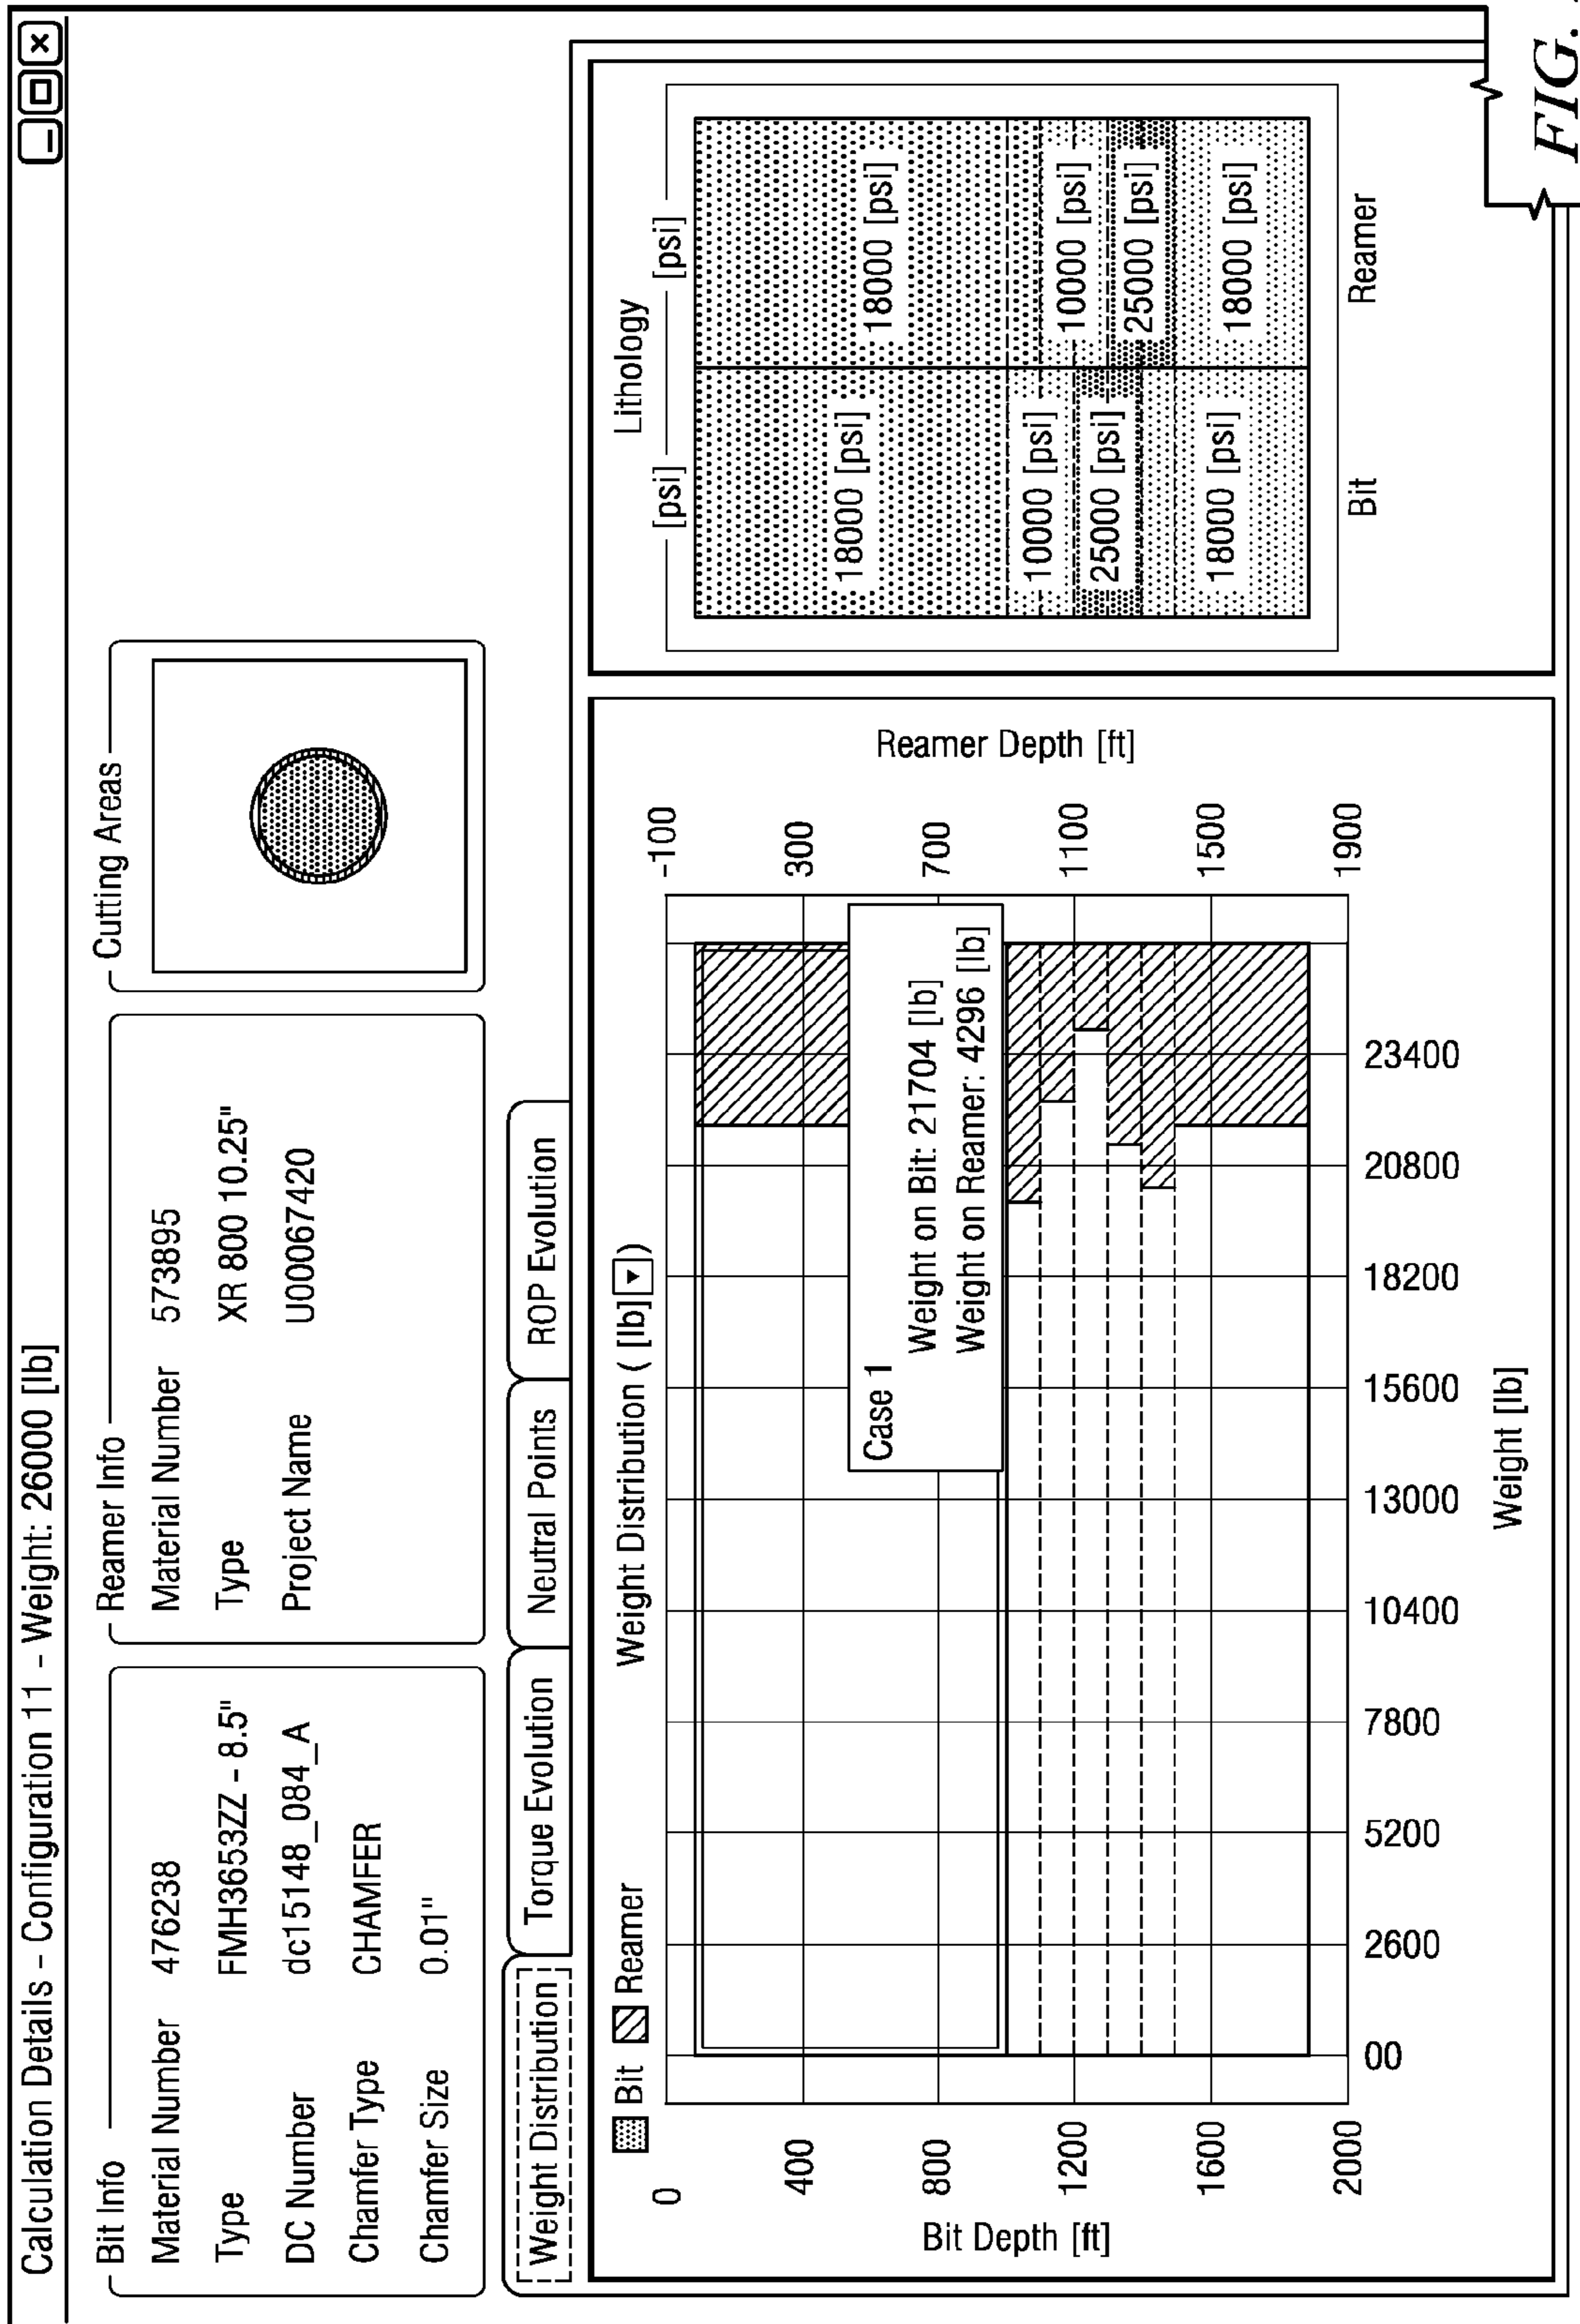 Calculation Details - Configuration 11 - Weight: 26000 [lb]
Bit Info
Material Number 476238
Type FMH3653ZZ - 8.5"
DC Number dc15148_084_A
Chamfer Type CHAMFER
Chamfer Size 0.01"
Reamer Info
Material Number 573895
Type XR 800 10.25"
Project Name U00067420
Cutting Areas
Weight Distribution
Torque Evolution
Neutral Points
ROP Evolution
Weight Distribution ( [lb] )
Bit Reamer
Bit Depth [ft]
0
400
800
1200
1600
2000
Case 1
Weight on Bit: 21704 [lb]
Weight on Reamer: 4296 [lb]
Reamer Depth [ft]
-100
300
700
1100
1500
1900
00 2600 5200 7800 10400 13000 15600 18200 20800 23400
Weight [lb]
Lithology
[psi] [psi]
18000 [psi] 18000 [psi]
10000 [psi] 10000 [psi]
25000 [psi] 25000 [psi]
18000 [psi] 18000 [psi]
Bit Reamer
FIG.